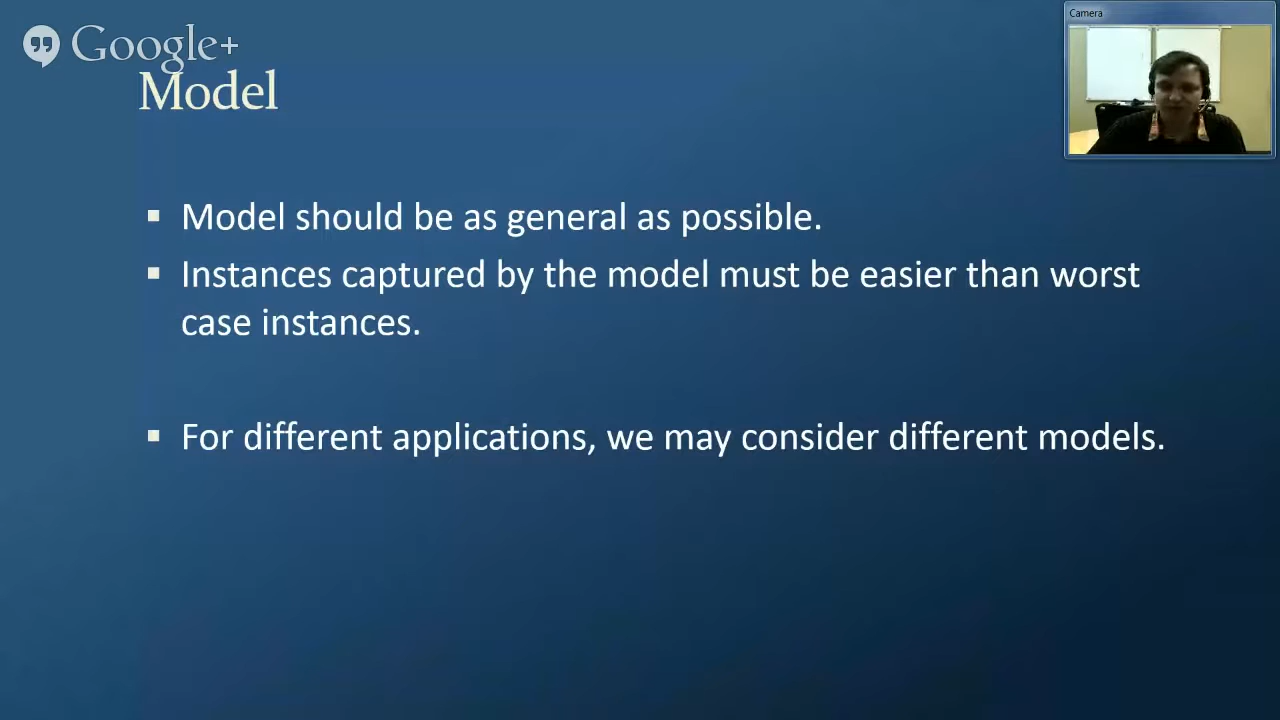 Google+
Camera
Model
▪ Model should be as general as possible.
▪ Instances captured by the model must be easier than worst
case instances.
▪ For different applications, we may consider different models.